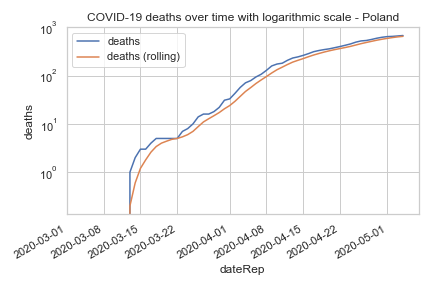 COVID-19 deaths over time with logarithmic scale - Poland
deaths
deaths (rolling)
deaths
10³
10²
10¹
10⁰
2020-03-01
2020-03-08
2020-03-15
2020-03-22
2020-04-01
2020-04-08
2020-04-15
2020-04-22
2020-05-01
dateRep